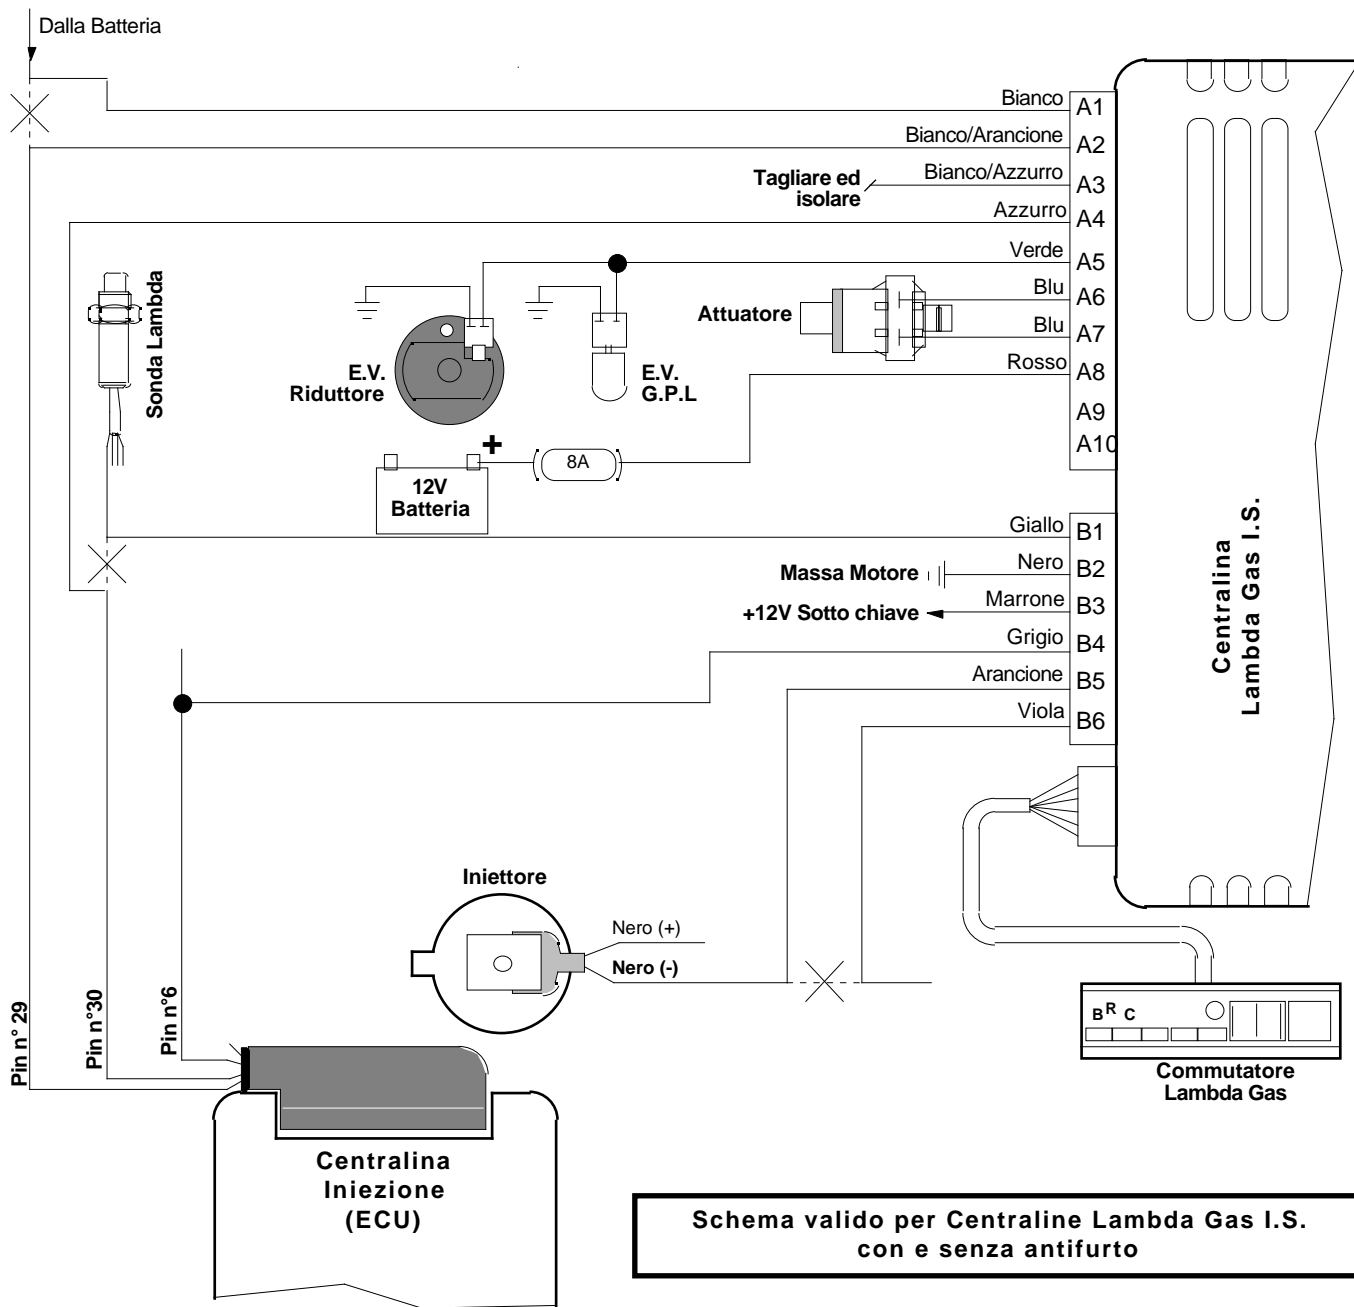 Dalla Batteria
Bianco
A1
Bianco/Arancione
A2
Tagliare ed
isolare
Bianco/Azzurro
A3
Azzurro
A4
Verde
A5
Blu
A6
Attuatore
Blu
A7
Rosso
A8
A9
A10
Sonda Lambda
E.V.
Riduttore
E.V.
G.P.L
+
8A
12V
Batteria
Giallo
B1
Massa Motore
Nero
B2
+12V Sotto chiave
Marrone
B3
Grigio
B4
Arancione
B5
Viola
B6
Centralina
Lambda Gas I.S.
Iniettore
Nero (+)
Nero (-)
Pin n° 29
Pin n°30
Pin n°6
B R C
Commutatore
Lambda Gas
Centralina
Iniezione
(ECU)
Schema valido per Centraline Lambda Gas I.S.
con e senza antifurto